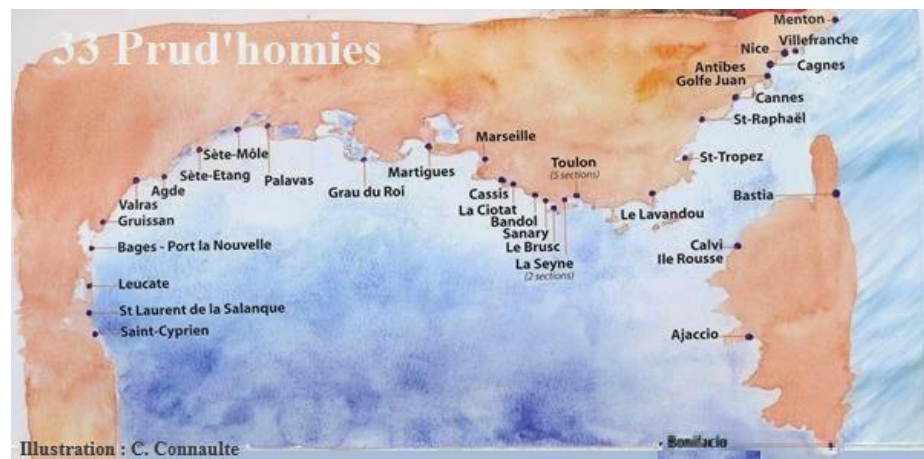 33 Prud'homies
Menton
Villefranche
Nice
Cagnes
Antibes
Golfe Juan
Cannes
St-Raphaël
St-Tropez
Marseille
Toulon
(5 sections)
Sète-Môle
Sète-Etang
Palavas
Agde
Valras
Gruissan
Grau du Roi
Martigues
Cassis
La Ciotat
Bandol
Sanary
Le Brusc
La Seyne
(2 sections)
Le Lavandou
Bages - Port la Nouvelle
Leucate
St Laurent de la Salanque
Saint-Cyprien
Bastia
Calvi
Ile Rousse
Ajaccio
Bonifacio
Illustration : C. Connaulte